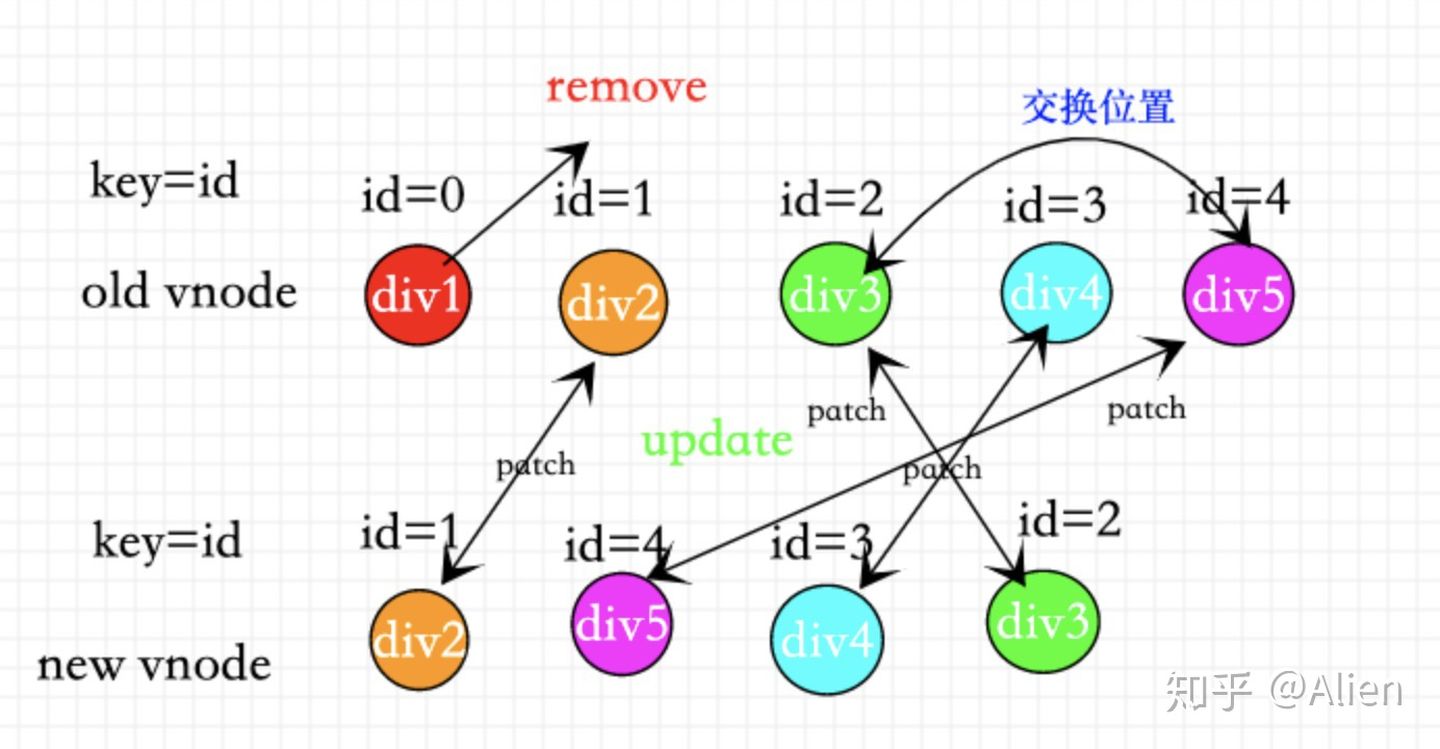 remove
交换位置
key=id
id=0
id=1
id=2
id=3
id=4
old vnode
div1
div2
div3
div4
div5
patch
patch
update
patch
patch
key=id
id=1
id=4
id=3
id=2
new vnode
div2
div5
div4
div3
知乎 @Alien